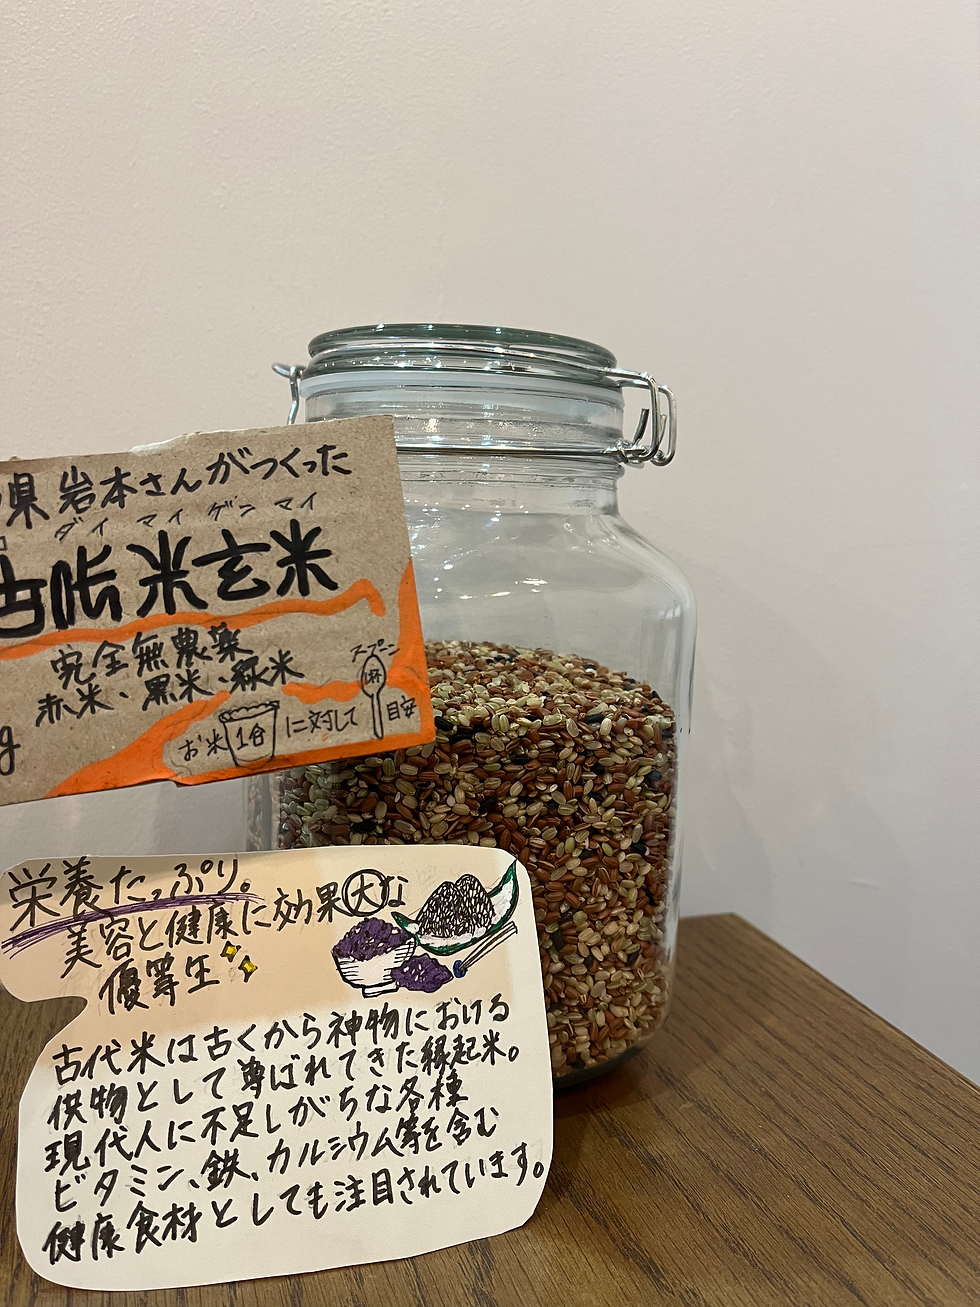 県 岩本さんがつくった
ダイ マイ ゲン マイ
古代米玄米
完全無農薬
赤米、黒米、緑米
スプーン
お米1合に対して1杯目安
g
栄養たっぷり。
美容と健康に効果大な
優等生
古代米は古くから神物における
供物として尊ばれてきた縁起米。
現代人に不足しがちな各種
ビタミン、鉄、カルシウム等を含む
健康食材としても注目されています。